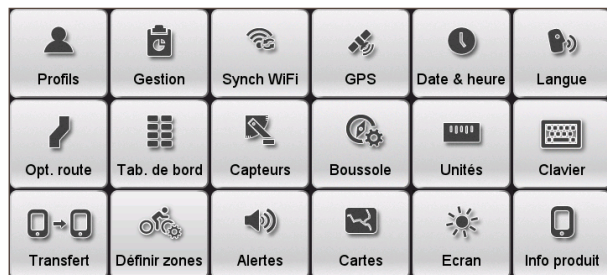 Profils
Gestion
Synch WiFi
GPS
Date & heure
Langue
Opt. route
Tab. de bord
Capteurs
Boussole
Unités
Clavier
Transfert
Définir zones
Alertes
Cartes
Ecran
Info produit